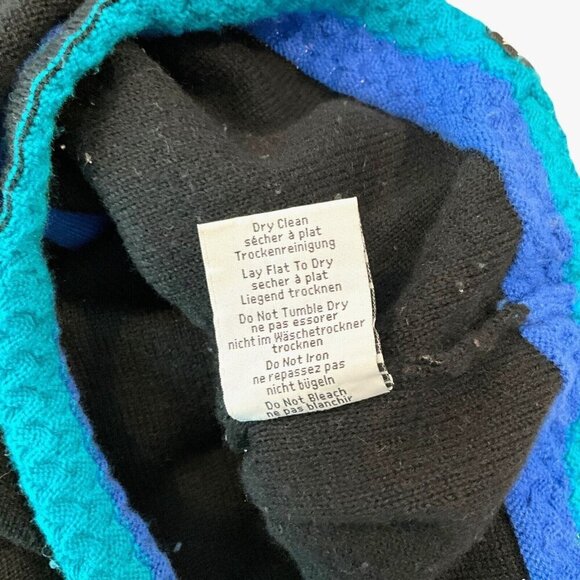 Dry Clean
sécher à plat
Trockenreinigung
Lay Flat To Dry
secher à plat
Liegend trocknen
Do Not Tumble Dry
ne pas essorer
nicht im Wäschetrockner
trocknen
Do Not Iron
ne repassez pas
nicht bügeln
Do Not Bleach
ne pas blanchir